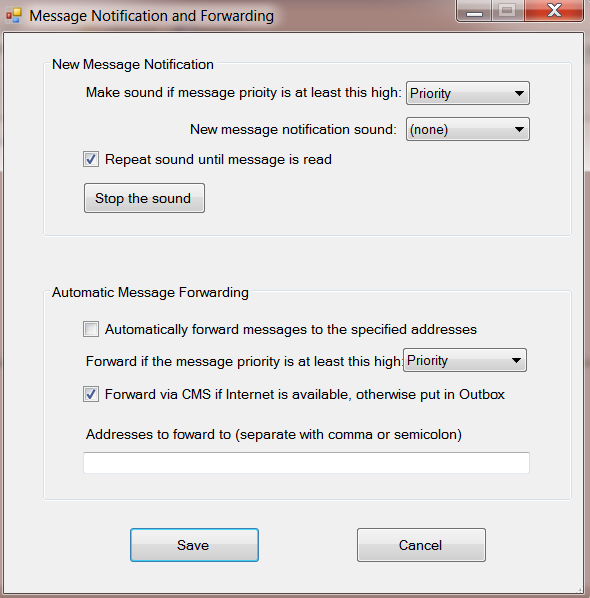 Message Notification and Forwarding
New Message Notification
Make sound if message prioity is at least this high: Priority
New message notification sound: (none)
Repeat sound until message is read
Stop the sound
Automatic Message Forwarding
Automatically forward messages to the specified addresses
Forward if the message priority is at least this high: Priority
Forward via CMS if Internet is available, otherwise put in Outbox
Addresses to foward to (separate with comma or semicolon)
Save Cancel